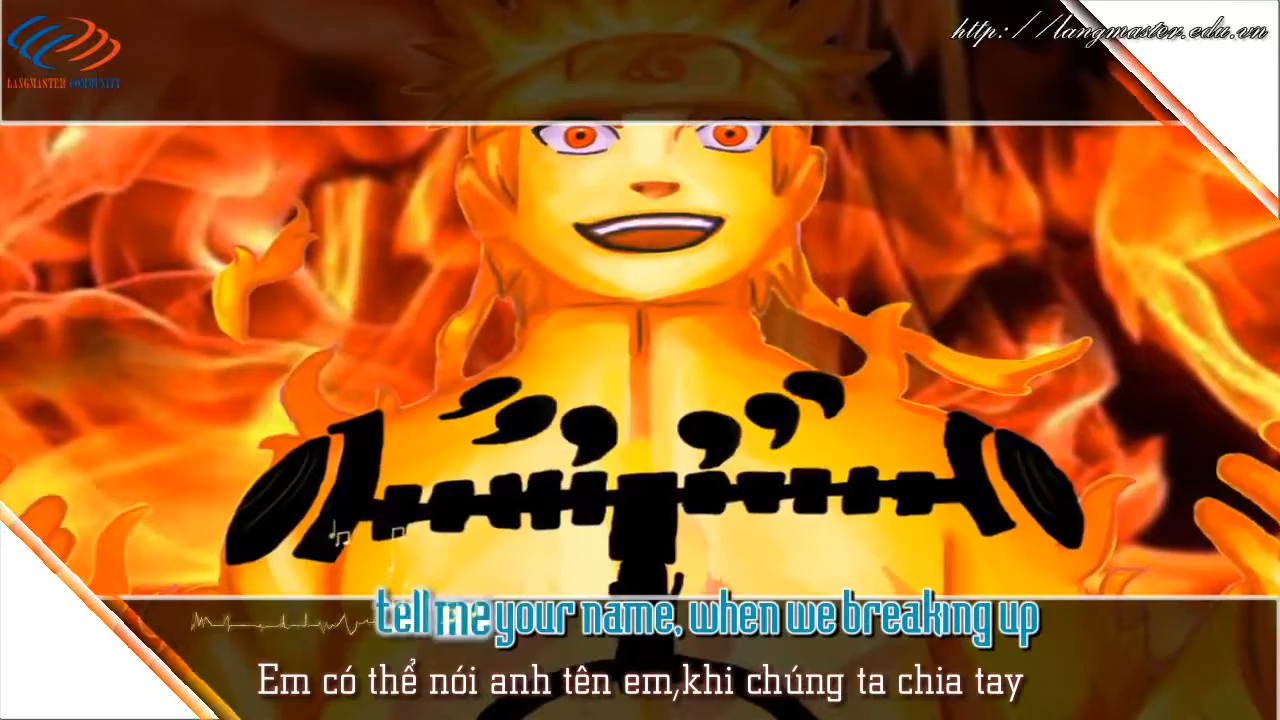 LANGMASTER COMMUNITY
http://langmaster.edu.vn
tell me your name, when we breaking up
Em có thể nói anh tên em,khi chúng ta chia tay